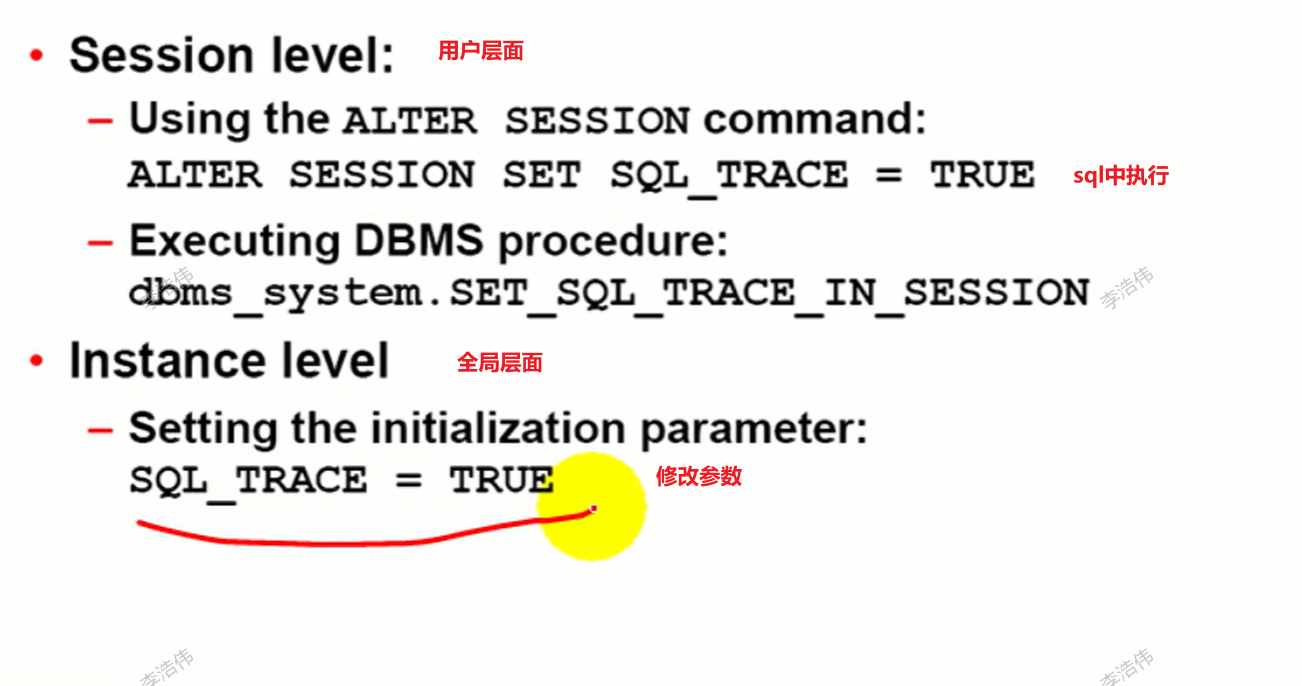 • Session level: 用户层面
– Using the ALTER SESSION command:
ALTER SESSION SET SQL_TRACE = TRUE sql中执行
– Executing DBMS procedure:
dbms_system.SET_SQL_TRACE_IN_SESSION
李浩伟 李浩伟
• Instance level 全局层面
– Setting the initialization parameter:
SQL_TRACE = TRUE 修改参数
李浩伟 李浩伟